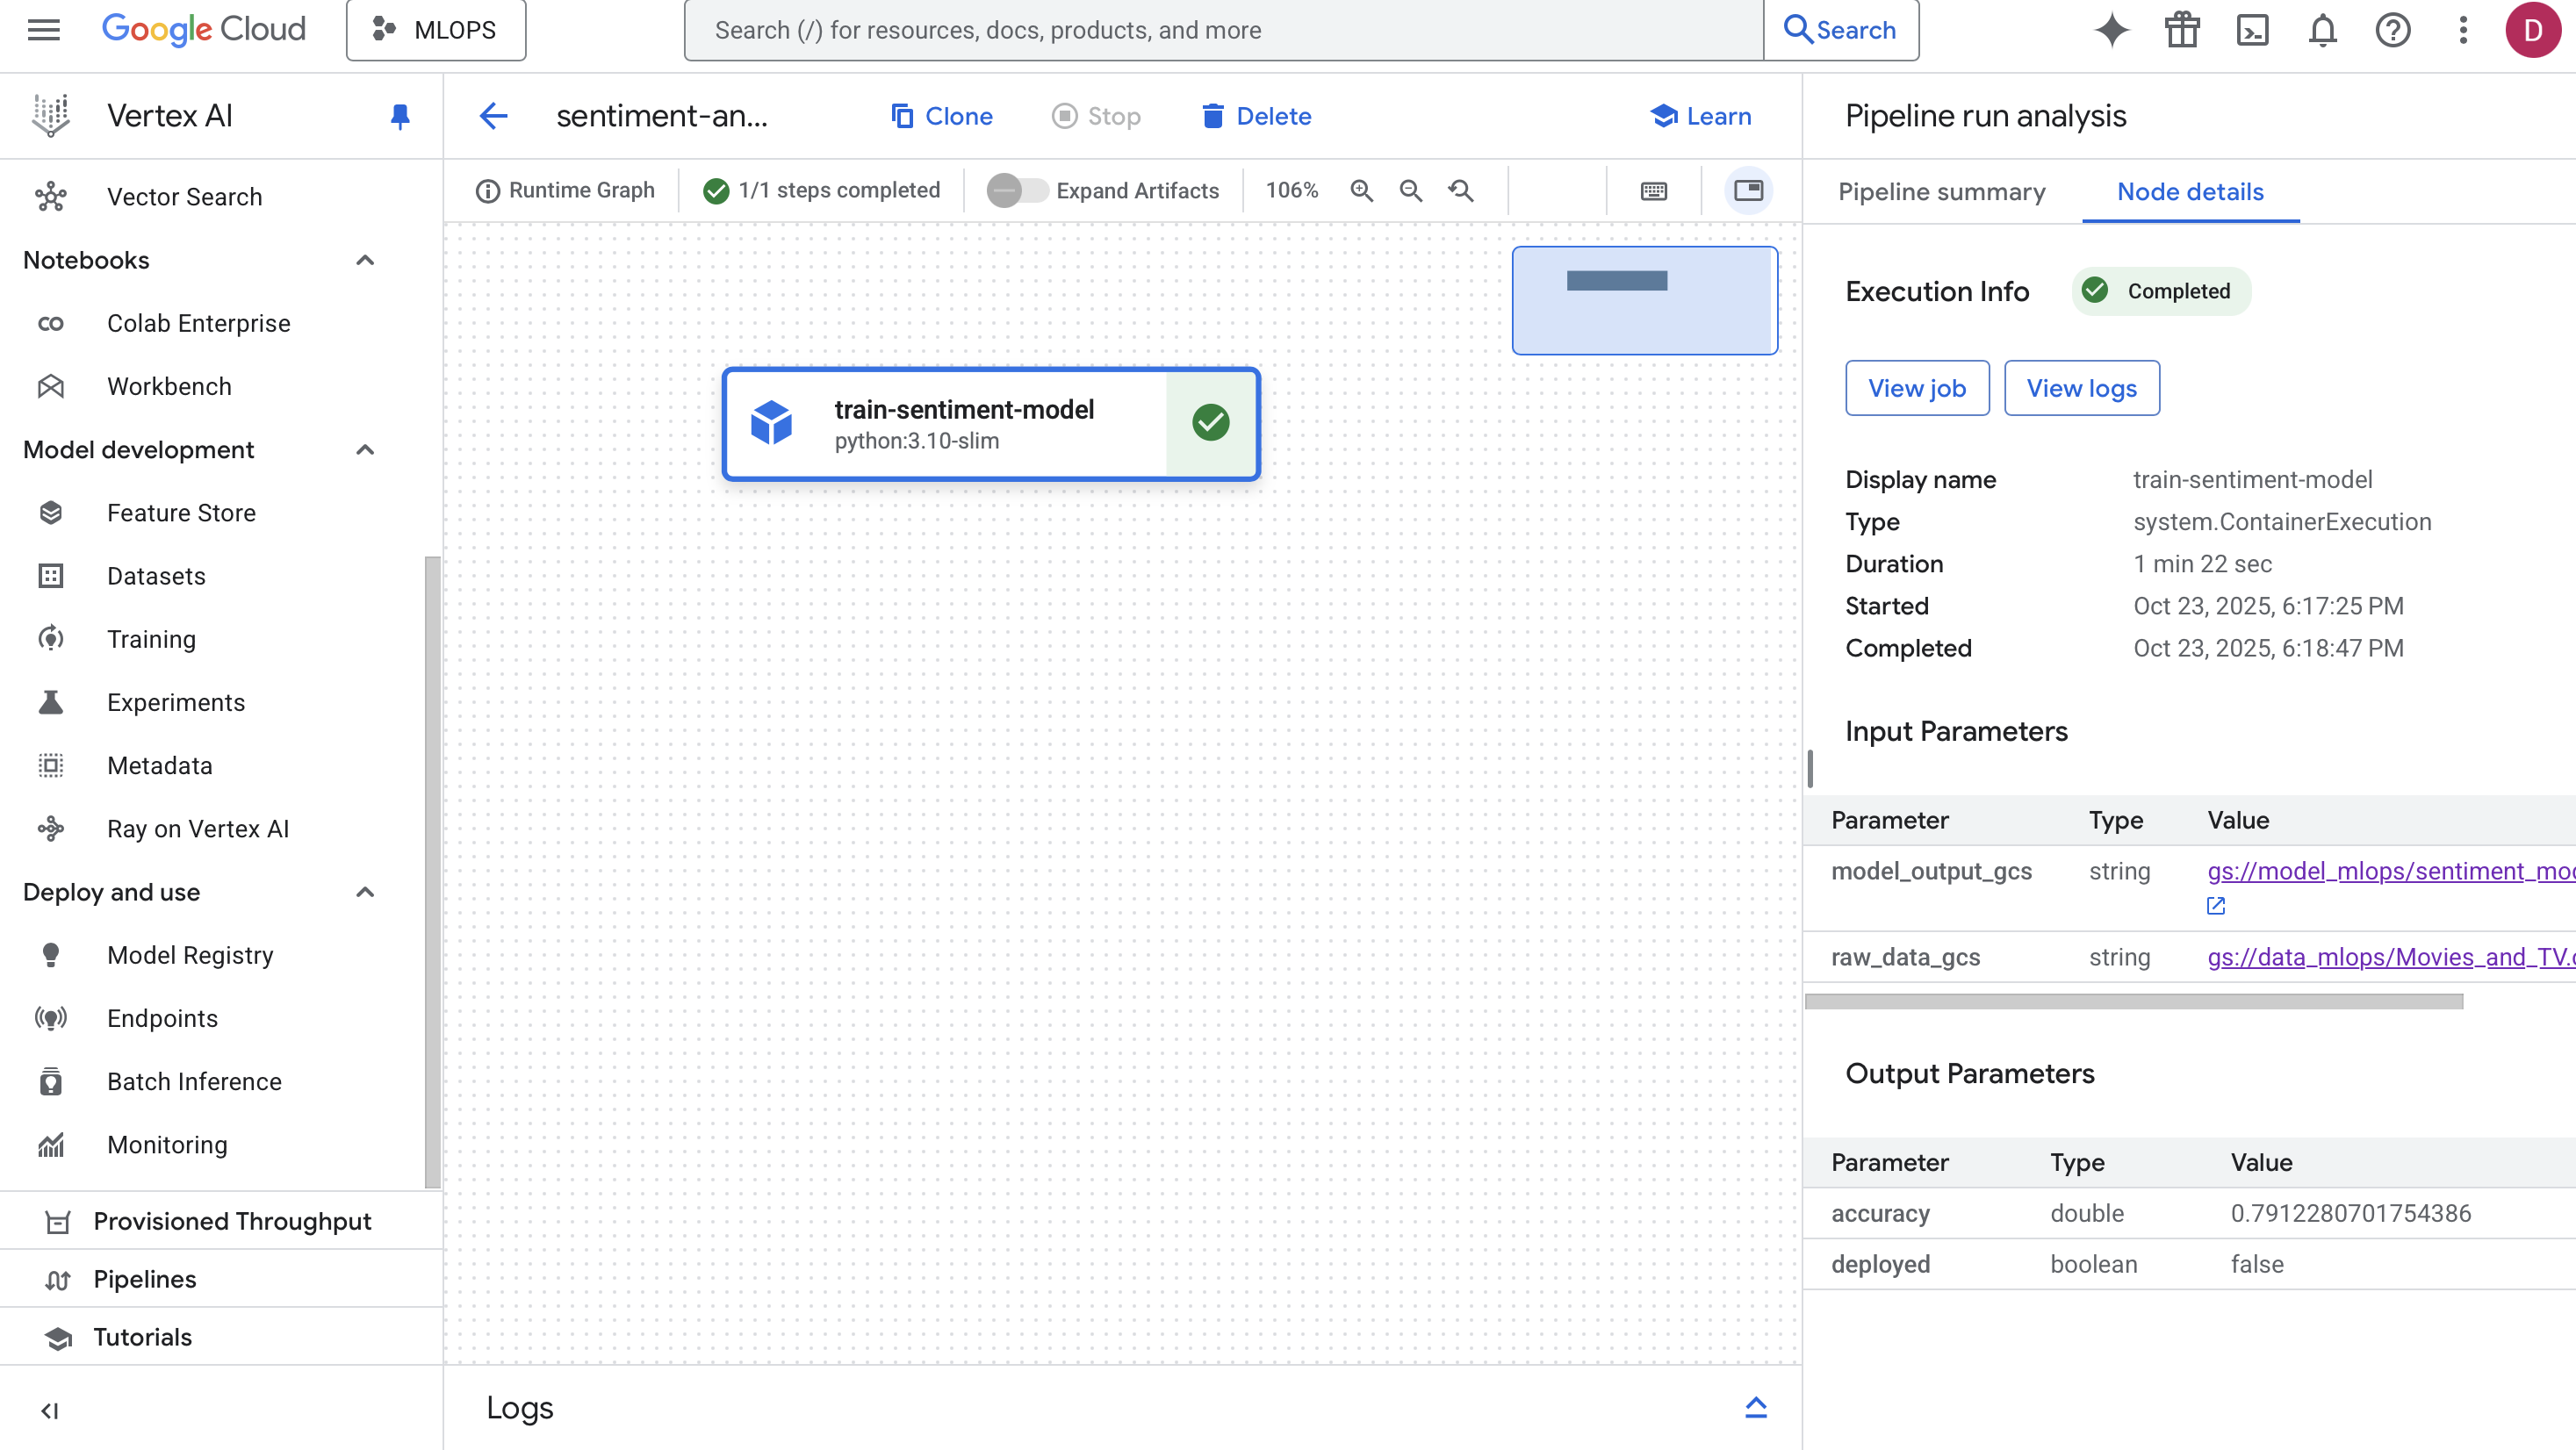 Google Cloud
MLOPS
Search (/) for resources, docs, products, and more
Search
D
Vertex AI
Vector Search
Notebooks
Colab Enterprise
Workbench
Model development
Feature Store
Datasets
Training
Experiments
Metadata
Ray on Vertex AI
Deploy and use
Model Registry
Endpoints
Batch Inference
Monitoring
Provisioned Throughput
Pipelines
Tutorials
sentiment-an...
Clone
Stop
Delete
Learn
Runtime Graph
1/1 steps completed
Expand Artifacts
106%
train-sentiment-model
python:3.10-slim
Logs
Pipeline run analysis
Pipeline summary
Node details
Execution Info
Completed
View job
View logs
Display name train-sentiment-model
Type system.ContainerExecution
Duration 1 min 22 sec
Started Oct 23, 2025, 6:17:25 PM
Completed Oct 23, 2025, 6:18:47 PM
Input Parameters
Parameter Type Value
model_output_gcs string gs://model_mlops/sentiment_mod
raw_data_gcs string gs://data_mlops/Movies_and_TV.
Output Parameters
Parameter Type Value
accuracy double 0.7912280701754386
deployed boolean false